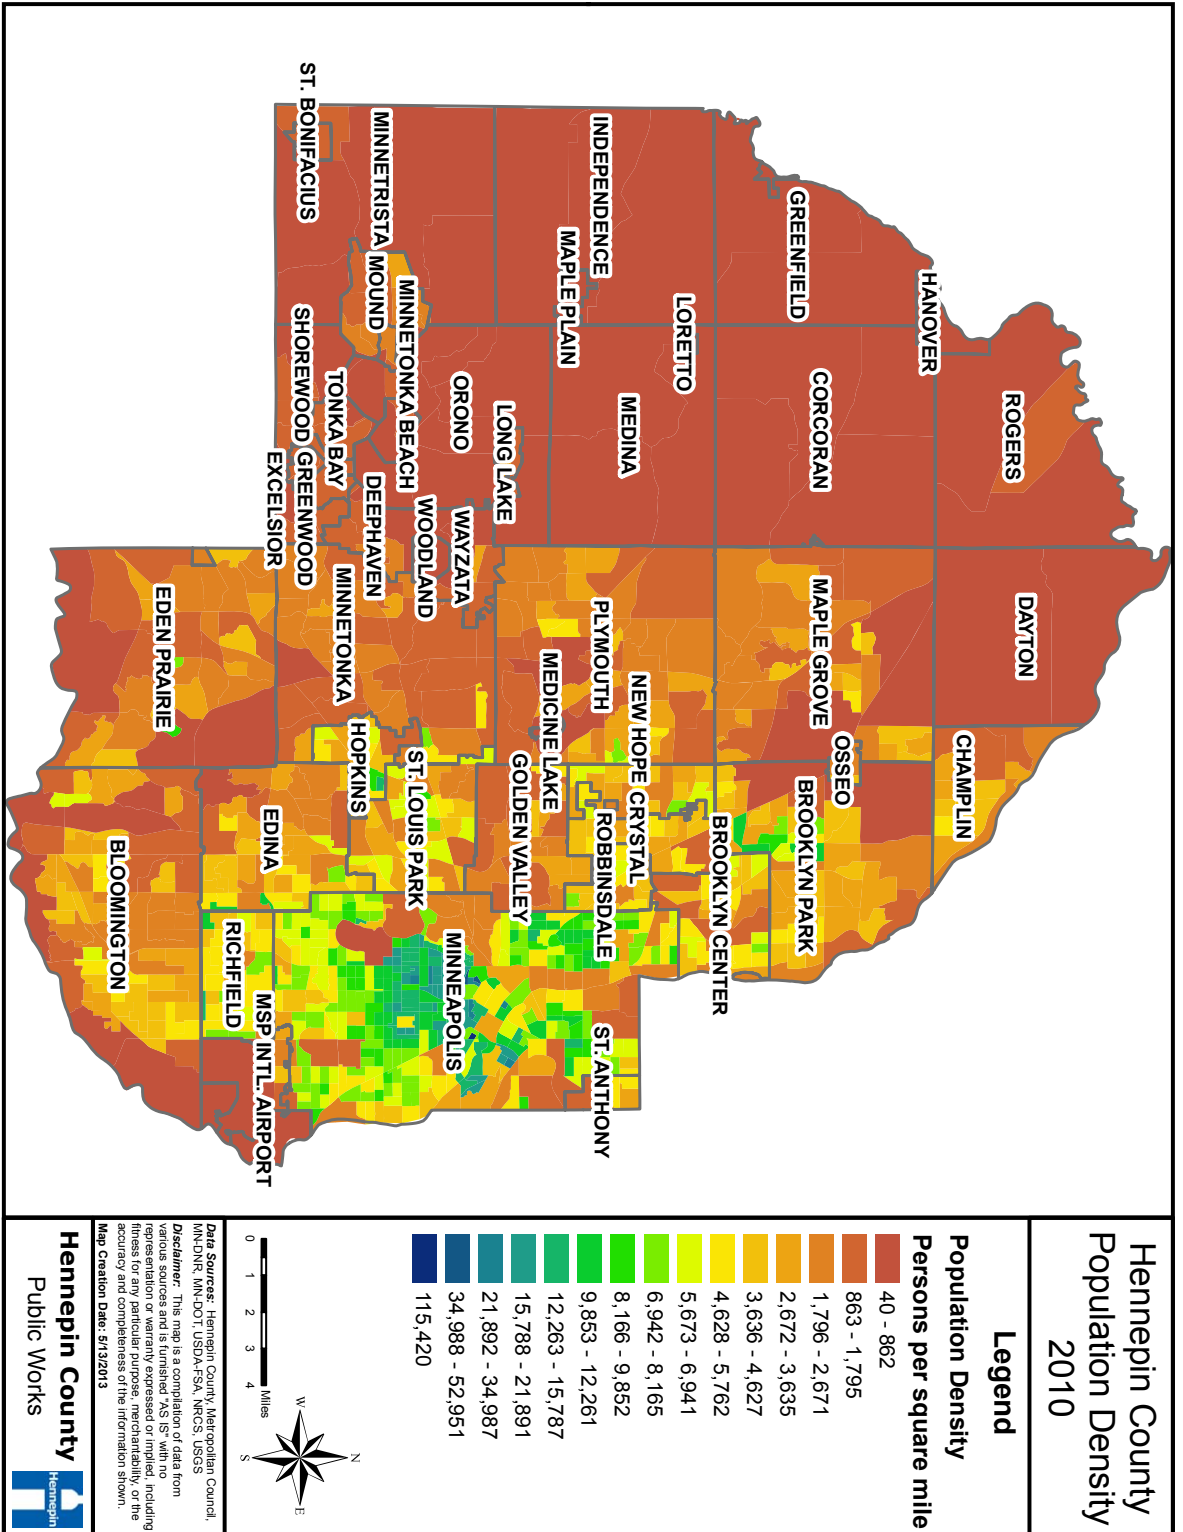 Hennepin County
Population Density
2010
Legend
Population Density
Persons per square mile
40 - 862
863 - 1,795
1,796 - 2,671
2,672 - 3,635
3,636 - 4,627
4,628 - 5,762
5,673 - 6,941
6,942 - 8,165
8,166 - 9,852
9,853 - 12,261
12,263 - 15,787
15,788 - 21,891
21,892 - 34,987
34,988 - 52,951
115,420
0 1 2 3 4
Miles
N
W
E
S
Data Sources: Hennepin County, Metropolitan Council,
MN-DNR, MN-DOT, USDA-FSA, NRCS, USGS
Disclaimer: This map is a compilation of data from
various sources and is furnished "AS IS" with no
representation or warranty expressed or implied, including
fitness for any particular purpose, merchantability, or the
accuracy and completeness of the information shown.
Map Creation Date: 5/13/2013
Hennepin County
Public Works
Hennepin
HANOVER
ROGERS
DAYTON
CHAMPLIN
GREENFIELD
CORCORAN
MAPLE GROVE
OSSEO
BROOKLYN PARK
LORETTO
BROOKLYN CENTER
INDEPENDENCE
MAPLE PLAIN
MEDINA
PLYMOUTH
NEW HOPE
CRYSTAL
ROBBINSDALE
ST. ANTHONY
MEDICINE LAKE
GOLDEN VALLEY
LONG LAKE
ORONO
WAYZATA
WOODLAND
MINNEAPOLIS
MINNETONKA BEACH
ST. LOUIS PARK
MINNETRISTA
MOUND
DEEPHAVEN
HOPKINS
TONKA BAY
MINNETONKA
ST. BONIFACIUS
SHOREWOOD
GREENWOOD
EXCELSIOR
EDINA
MSP INTL. AIRPORT
RICHFIELD
EDEN PRAIRIE
BLOOMINGTON